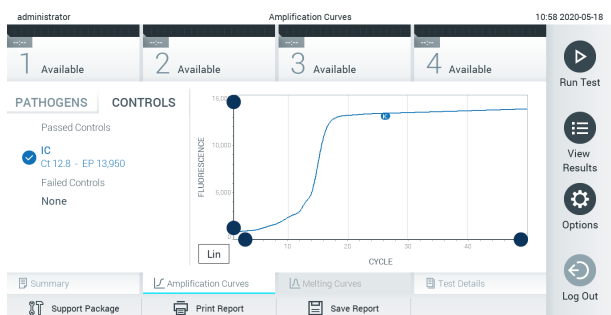 administrator
Amplification Curves
10:58 2020-05-18
--:--
--:--
--:--
--:--
1 Available
2 Available
3 Available
4 Available
Run Test
PATHOGENS
CONTROLS
Passed Controls
IC
Ct 12.8 - EP 13,950
Failed Controls
None
FLUORESCENCE
15,000
10,000
5,000
0
IC
10
20
30
40
CYCLE
Lin
View
Results
Options
Log Out
Summary
Amplification Curves
Melting Curves
Test Details
Support Package
Print Report
Save Report